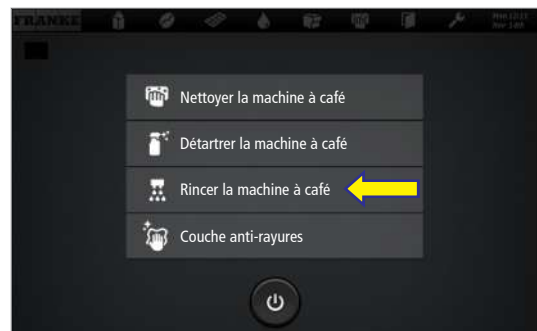 FRANKE
Nettoyer la machine à café
Détartrer la machine à café
Rincer la machine à café
Couche anti-rayures